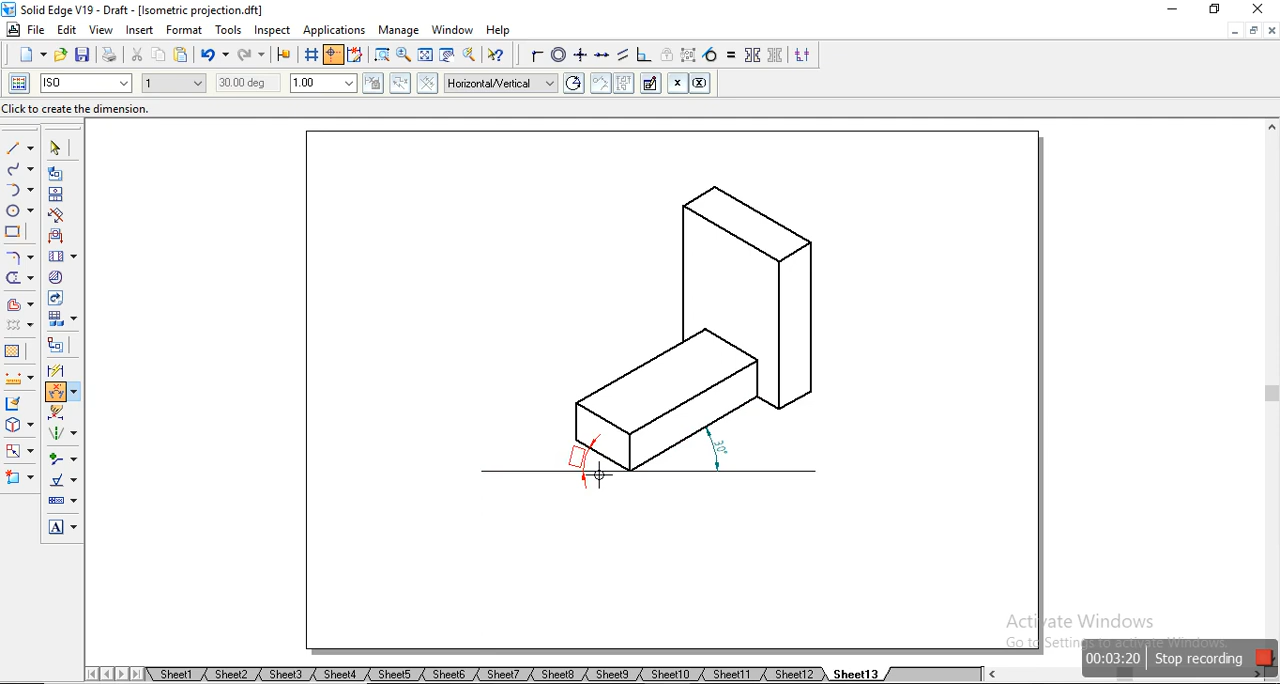 Solid Edge V19 - Draft - [Isometric projection.dft]
File Edit View Insert Format Tools Inspect Applications Manage Window Help
ISO 1 30.00 deg 1.00 Horizontal/Vertical
Click to create the dimension.
30°
A
Activate Windows
Go to Settings to activate Windows.
00:03:20 Stop recording
Sheet1 Sheet2 Sheet3 Sheet4 Sheet5 Sheet6 Sheet7 Sheet8 Sheet9 Sheet10 Sheet11 Sheet12 Sheet13